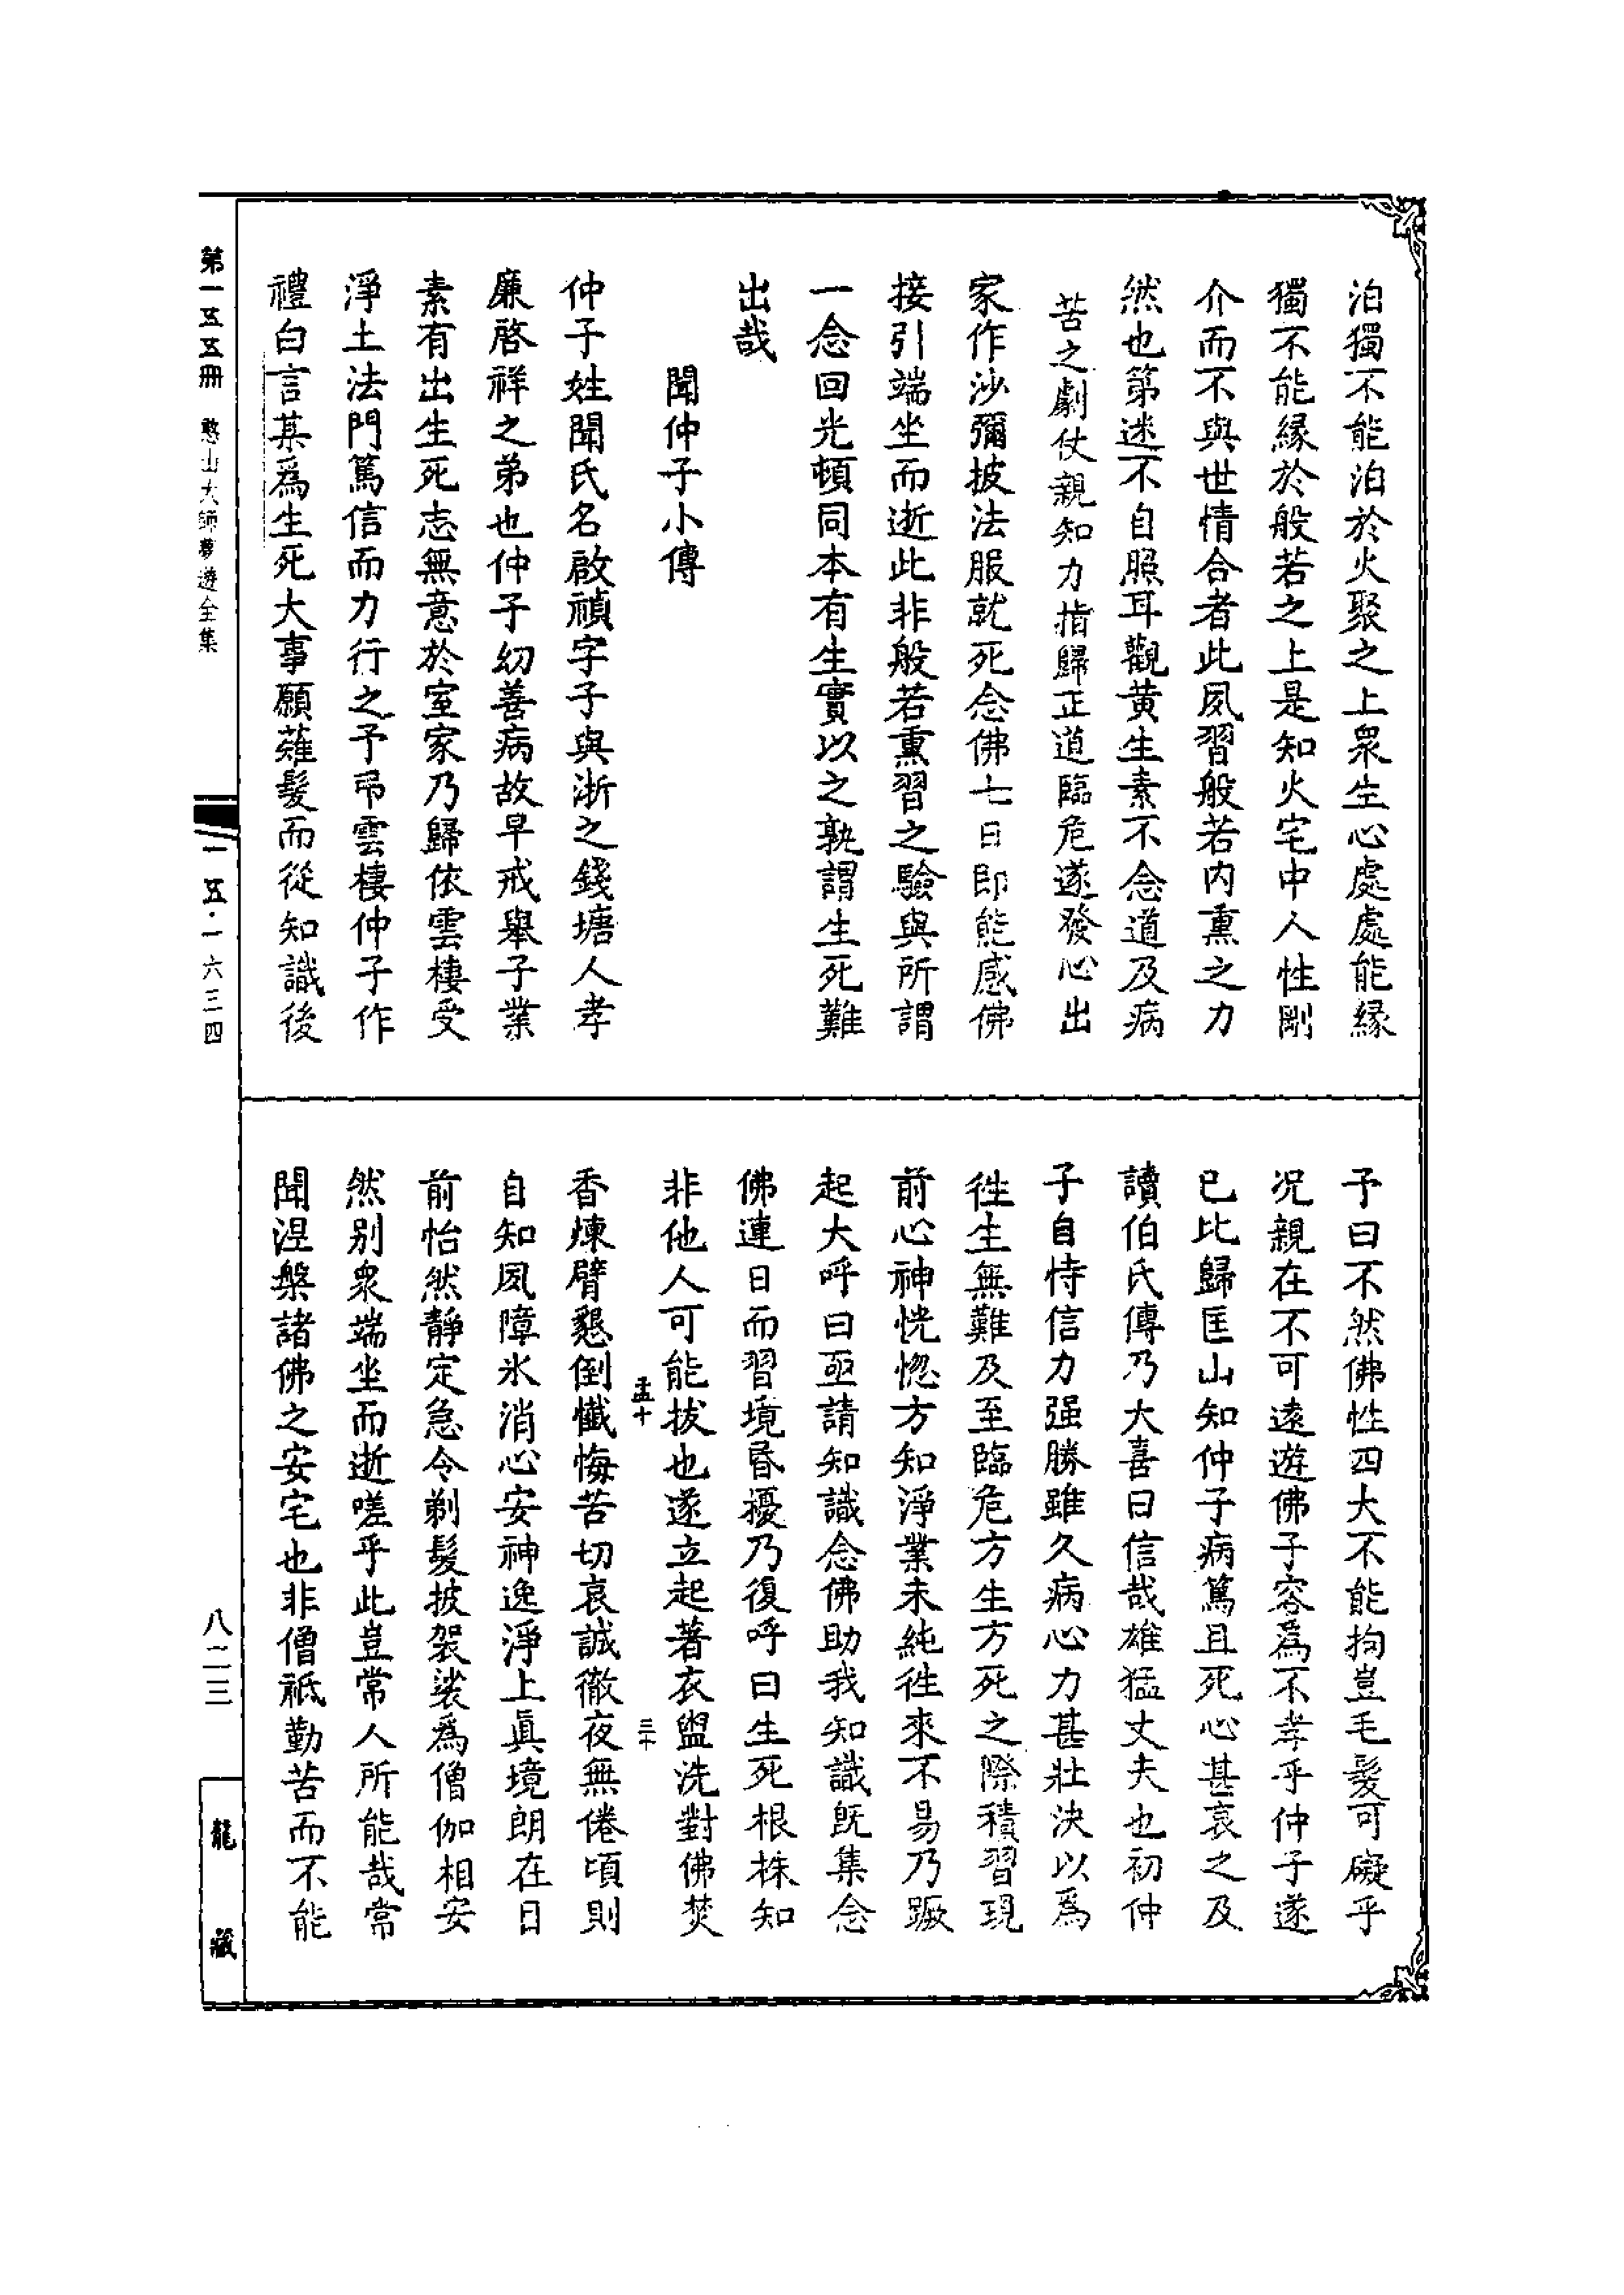 泊獨不能泊於火聚之上衆生心處處能緣
獨不能緣於般若之上是知火宅中人性剛
介而不與世情合者此夙習般若内熏之力
然也第迷不自照耳觀黄生素不念道及病
苦之劇仗親知力指歸正道臨危遂發心出
家作沙彌披法服就死念佛七日即能感佛
接引端坐而逝此非般若熏習之驗與所謂
一念回光頓同本有生實以之孰謂生死難
出哉
聞仲子小傳
仲子姓聞氏名啟禎字子與浙之錢塘人孝
廉啓祥之弟也仲子幼善病故早戒舉子業
素有出生死志無意於室家乃歸依雲棲受
淨土法門篤信而力行之予弔雲棲仲子作
禮白言某爲生死大事願薙髮而從知識後
予曰不然佛性四大不能拘豈毛髮可礙乎
况親在不可遠遊佛子容爲不孝乎仲子遂
已比歸匡山知仲子病篤且死心甚哀之及
讀伯氏傳乃大喜曰信哉雄猛丈夫也初仲
子自恃信力强勝雖久病心力甚壯決以爲
徃生無難及至臨危方生方死之際積習現
前心神恍惚方知淨業未純徃來不易乃蹶
起大呼曰亟請知識念佛助我知識既集念
佛連日而習境昏擾乃復呼曰生死根株知
非他人可能拔也遂立起著衣盥洗對佛焚
孟十
三十
香煉臂懇倒懺悔苦切哀誠徹夜無倦頃則
自知夙障氷消心安神逸淨土眞境朗在目
前怡然靜定急令剃髮披袈裟爲僧伽相安
然别衆端坐而逝嗟乎此豈常人所能哉常
聞涅槃諸佛之安宅也非僧祇勤苦而不能
第一五五冊
憨山大師夢遊全集
一五五·一六三四
八二三
龍藏